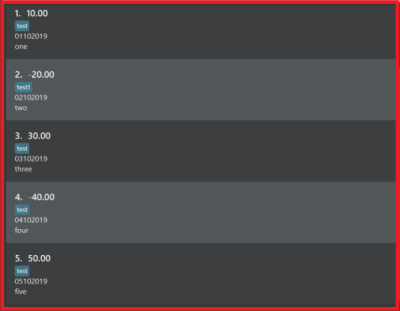 1. 10.00
test
01102019
one
2. -20.00
test1
02102019
two
3. 30.00
test
03102019
three
4. -40.00
test
04102019
four
5. 50.00
test
05102019
five